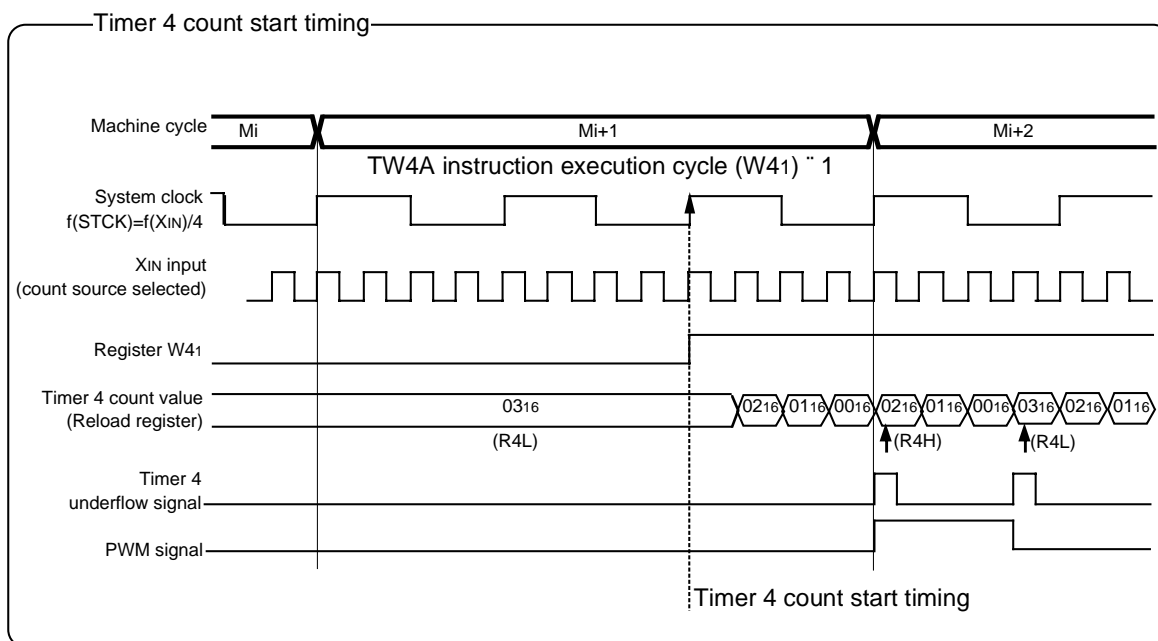 Timer 4 count start timing
Machine cycle Mi Mi+1 Mi+2
TW4A instruction execution cycle (W41) ¨ 1
System clock
f(STCK)=f(XIN)/4
XIN input
(count source selected)
Register W41
Timer 4 count value
(Reload register)
0316 0216 0116 0016 0216 0116 0016 0316 0216 0116
(R4L) (R4H) (R4L)
Timer 4
underflow signal
PWM signal
Timer 4 count start timing